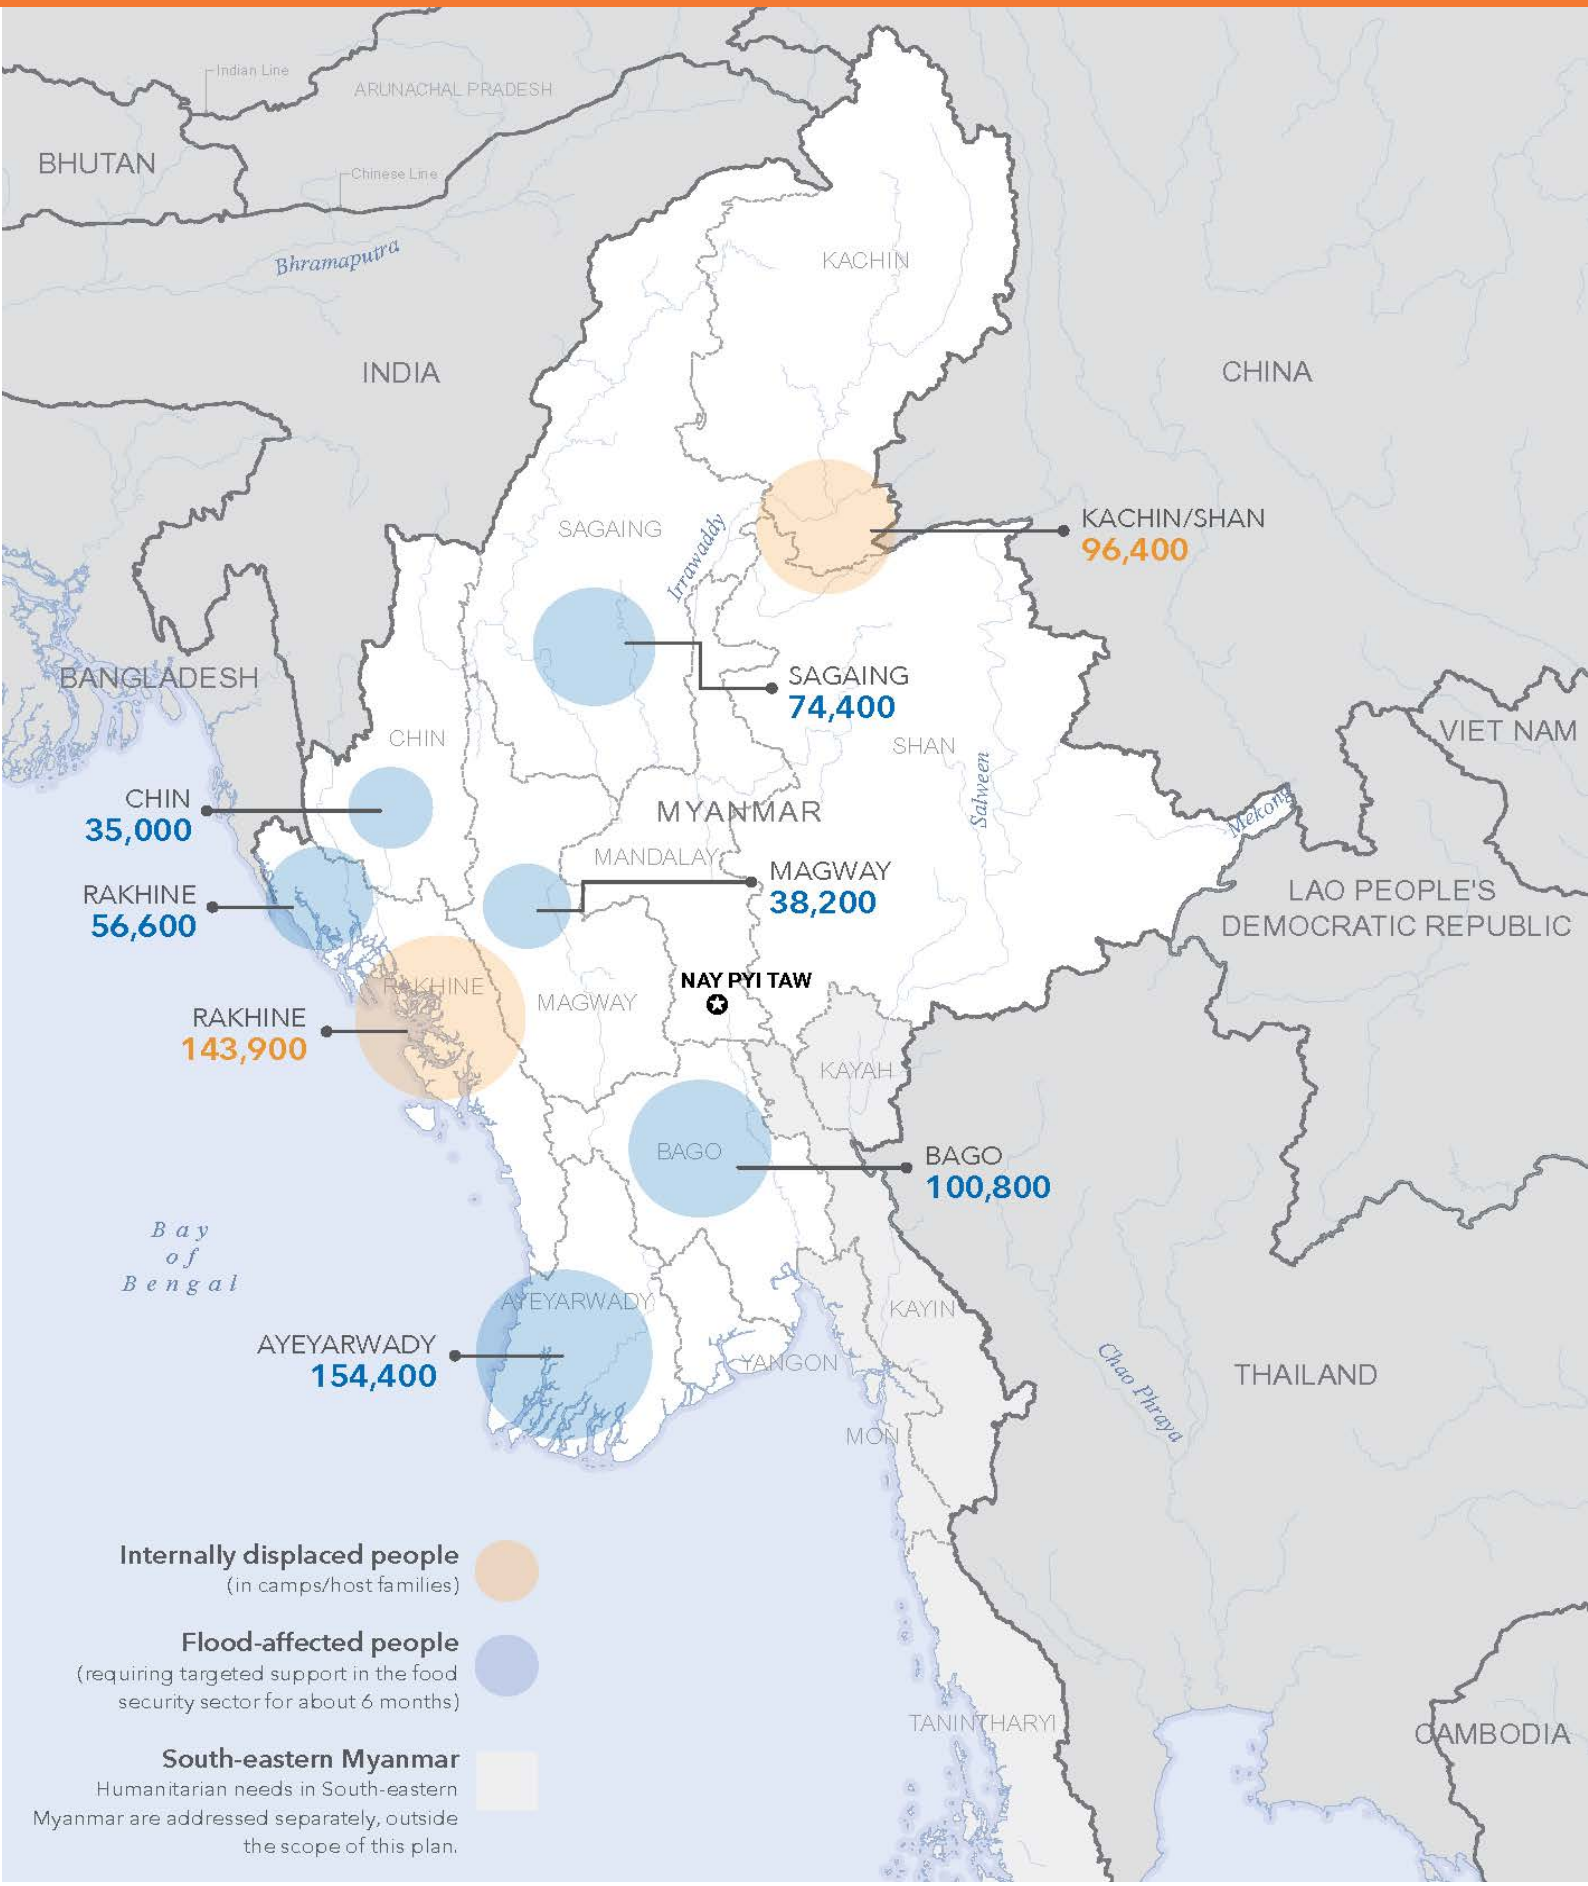 Indian Line
ARUNACHAL PRADESH
BHUTAN
Chinese Line
Bhramaputra
KACHIN
INDIA
CHINA
SAGAING
Irrawaddy
KACHIN/SHAN
96,400
SAGAING
74,400
BANGLADESH
CHIN
SHAN
Salween
VIET NAM
Mekong
CHIN
35,000
MYANMAR
MANDALAY
MAGWAY
38,200
RAKHINE
56,600
LAO PEOPLE'S
DEMOCRATIC REPUBLIC
NAY PYI TAW
RAKHINE
MAGWAY
RAKHINE
143,900
KAYAH
BAGO
BAGO
100,800
Bay
of
Bengal
AYEYARWADY
KAYIN
AYEYARWADY
154,400
YANGON
Chao Phraya
THAILAND
MON
Internally displaced people
(in camps/host families)
Flood-affected people
(requiring targeted support in the food
security sector for about 6 months)
TANINTHARYI
CAMBODIA
South-eastern Myanmar
Humanitarian needs in South-eastern
Myanmar are addressed separately, outside
the scope of this plan.